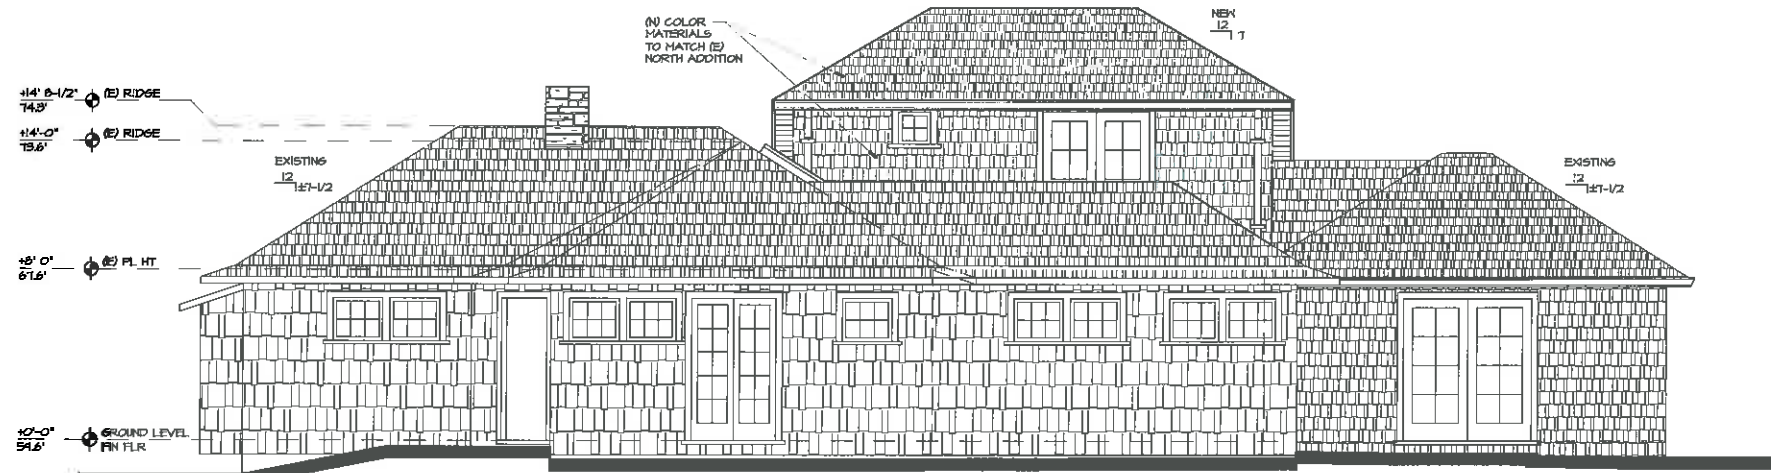 (N) COLOR
MATERIALS
TO MATCH (E)
NORTH ADDITION
NEW
12
7
+14' 8-1/2"
74.3'
(E) RIDGE
+14'-0"
73.6'
(E) RIDGE
EXISTING
12
±7-1/2
EXISTING
12
±7-1/2
+8' 0"
67.6'
(E) PL HT
+0'-0"
59.6'
GROUND LEVEL
FIN FLR